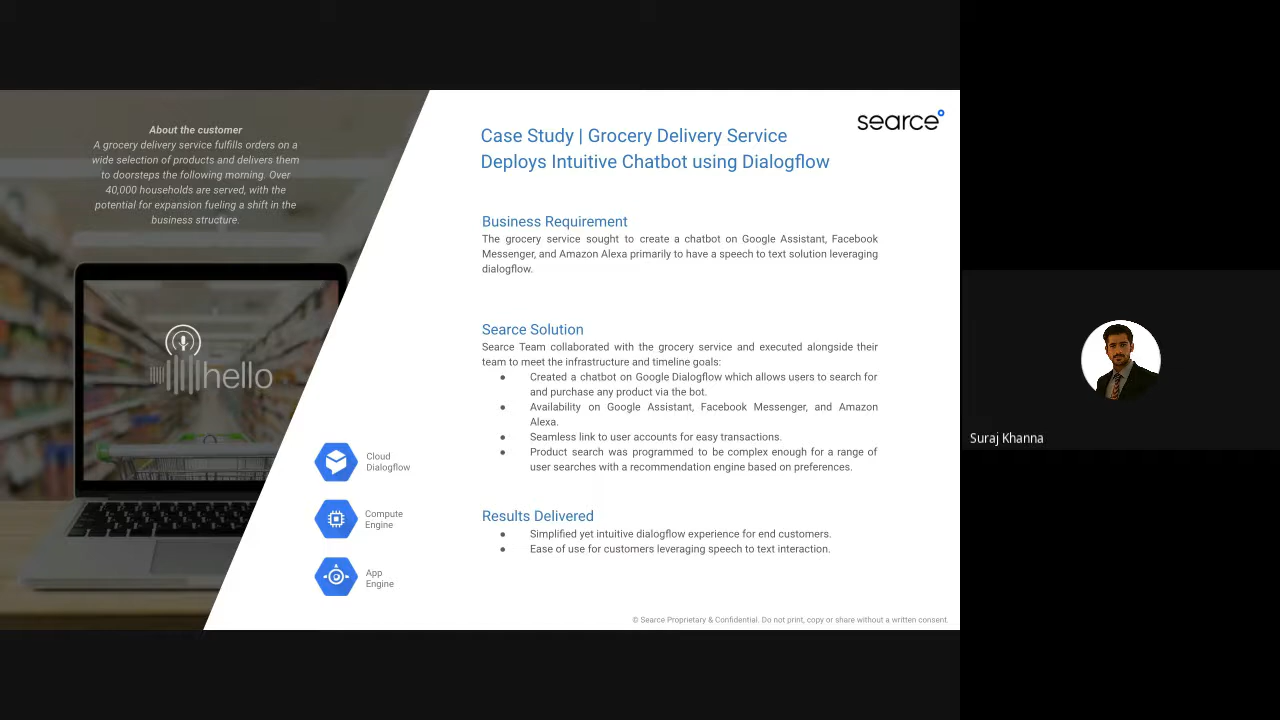 About the customer
A grocery delivery service fulfills orders on a
wide selection of products and delivers them
to doorsteps the following morning. Over
40,000 households are served, with the
potential for expansion fueling a shift in the
business structure.
hello
Cloud
Dialogflow
Compute
Engine
App
Engine
searce
Case Study | Grocery Delivery Service
Deploys Intuitive Chatbot using Dialogflow
Business Requirement
The grocery service sought to create a chatbot on Google Assistant, Facebook
Messenger, and Amazon Alexa primarily to have a speech to text solution leveraging
dialogflow.
Searce Solution
Searce Team collaborated with the grocery service and executed alongside their
team to meet the infrastructure and timeline goals:
● Created a chatbot on Google Dialogflow which allows users to search for
and purchase any product via the bot.
● Availability on Google Assistant, Facebook Messenger, and Amazon
Alexa.
● Seamless link to user accounts for easy transactions.
● Product search was programmed to be complex enough for a range of
user searches with a recommendation engine based on preferences.
Results Delivered
● Simplified yet intuitive dialogflow experience for end customers.
● Ease of use for customers leveraging speech to text interaction.
© Searce Proprietary & Confidential. Do not print, copy or share without a written consent.
Suraj Khanna